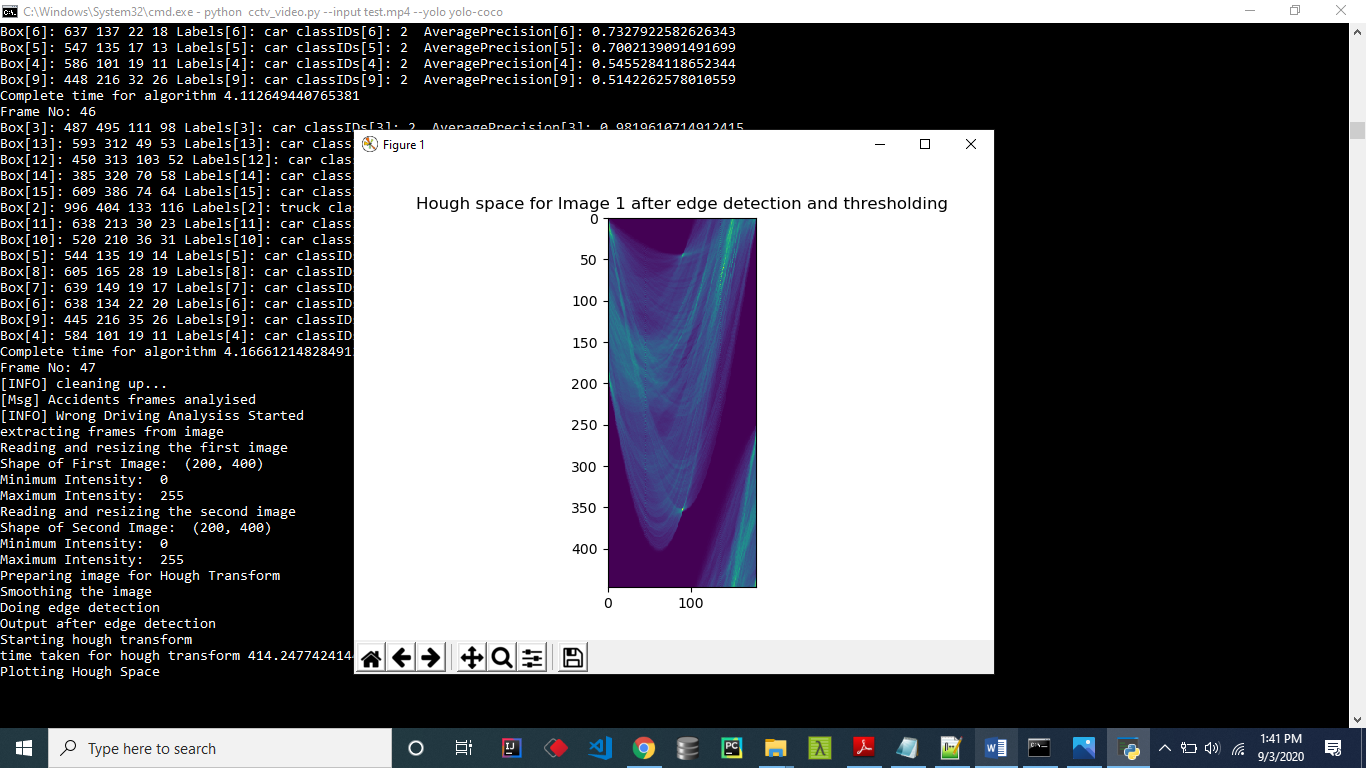 C:\Windows\System32\cmd.exe - python  cctv_video.py --input test.mp4 --yolo yolo-coco
Box[6]: 637 137 22 18 Labels[6]: car classIDs[6]: 2  AveragePrecision[6]: 0.7327922582626343
Box[5]: 547 135 17 13 Labels[5]: car classIDs[5]: 2  AveragePrecision[5]: 0.7002139091491699
Box[4]: 586 101 19 11 Labels[4]: car classIDs[4]: 2  AveragePrecision[4]: 0.5455284118652344
Box[9]: 448 216 32 26 Labels[9]: car classIDs[9]: 2  AveragePrecision[9]: 0.5142262578010559
Complete time for algorithm 4.112649440765381
Frame No: 46
Box[3]: 487 495 111 98 Labels[3]: car classIDs[3]: 2  AveragePrecision[3]: 0.9819610714912415
Box[13]: 593 312 49 53 Labels[13]: car class
Box[12]: 450 313 103 52 Labels[12]: car clas
Box[14]: 385 320 70 58 Labels[14]: car class
Box[15]: 609 386 74 64 Labels[15]: car class
Box[2]: 996 404 133 116 Labels[2]: truck cla
Box[11]: 638 213 30 23 Labels[11]: car class
Box[10]: 520 210 36 31 Labels[10]: car class
Box[5]: 544 135 19 14 Labels[5]: car classID
Box[8]: 605 165 28 19 Labels[8]: car classID
Box[7]: 639 149 19 17 Labels[7]: car classID
Box[6]: 638 134 22 20 Labels[6]: car classID
Box[9]: 445 216 35 26 Labels[9]: car classID
Box[4]: 584 101 19 11 Labels[4]: car classID
Complete time for algorithm 4.16661214828491
Frame No: 47
[INFO] cleaning up...
[Msg] Accidents frames analyised
[INFO] Wrong Driving Analysiss Started
extracting frames from image
Reading and resizing the first image
Shape of First Image:  (200, 400)
Minimum Intensity:  0
Maximum Intensity:  255
Reading and resizing the second image
Shape of Second Image:  (200, 400)
Minimum Intensity:  0
Maximum Intensity:  255
Preparing image for Hough Transform
Smoothing the image
Doing edge detection
Output after edge detection
Starting hough transform
time taken for hough transform 414.247742414
Plotting Hough Space
Figure 1
Hough space for Image 1 after edge detection and thresholding
0
50
100
150
200
250
300
350
400
0 100
Type here to search
1:41 PM
9/3/2020